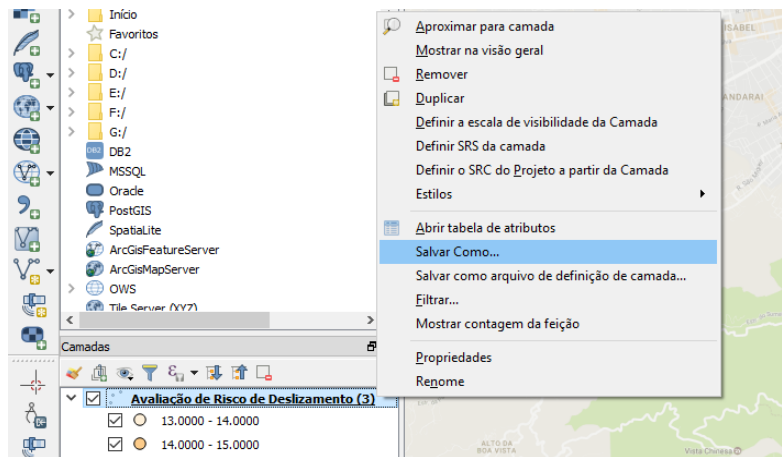 Início
Favoritos
C:/
D:/
E:/
F:/
G:/
DB2
DB2
MSSQL
Oracle
PostGIS
SpatiaLite
ArcGisFeatureServer
ArcGisMapServer
OWS
Tile Server (XYZ)
Camadas
Avaliação de Risco de Deslizamento (3)
13.0000 - 14.0000
14.0000 - 15.0000
Aproximar para camada
Mostrar na visão geral
Remover
Duplicar
Definir a escala de visibilidade da Camada
Definir SRS da camada
Definir o SRC do Projeto a partir da Camada
Estilos
Abrir tabela de atributos
Salvar Como...
Salvar como arquivo de definição de camada...
Filtrar...
Mostrar contagem da feição
Propriedades
Renome
ISABEL
ANDARAI
ALTO DA
BOA VISTA
Vista Chinesa